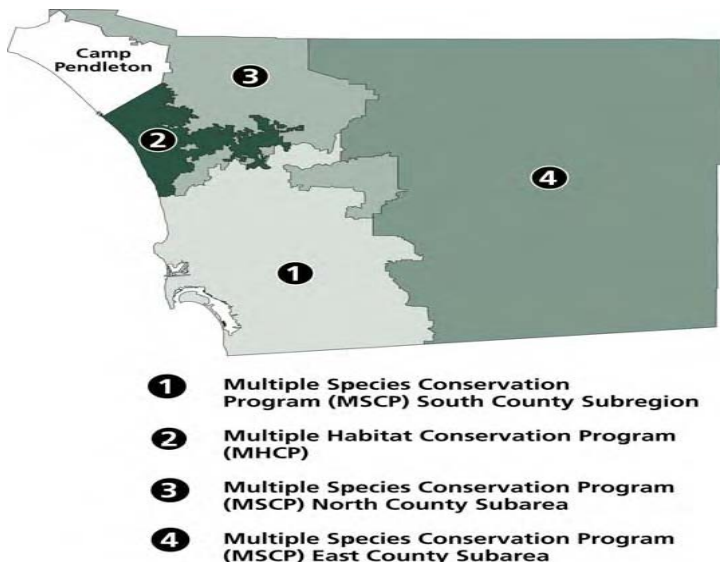 Camp
Pendleton
3
2
4
1
1 Multiple Species Conservation
Program (MSCP) South County Subregion
2 Multiple Habitat Conservation Program
(MHCP)
3 Multiple Species Conservation Program
(MSCP) North County Subarea
4 Multiple Species Conservation Program
(MSCP) East County Subarea